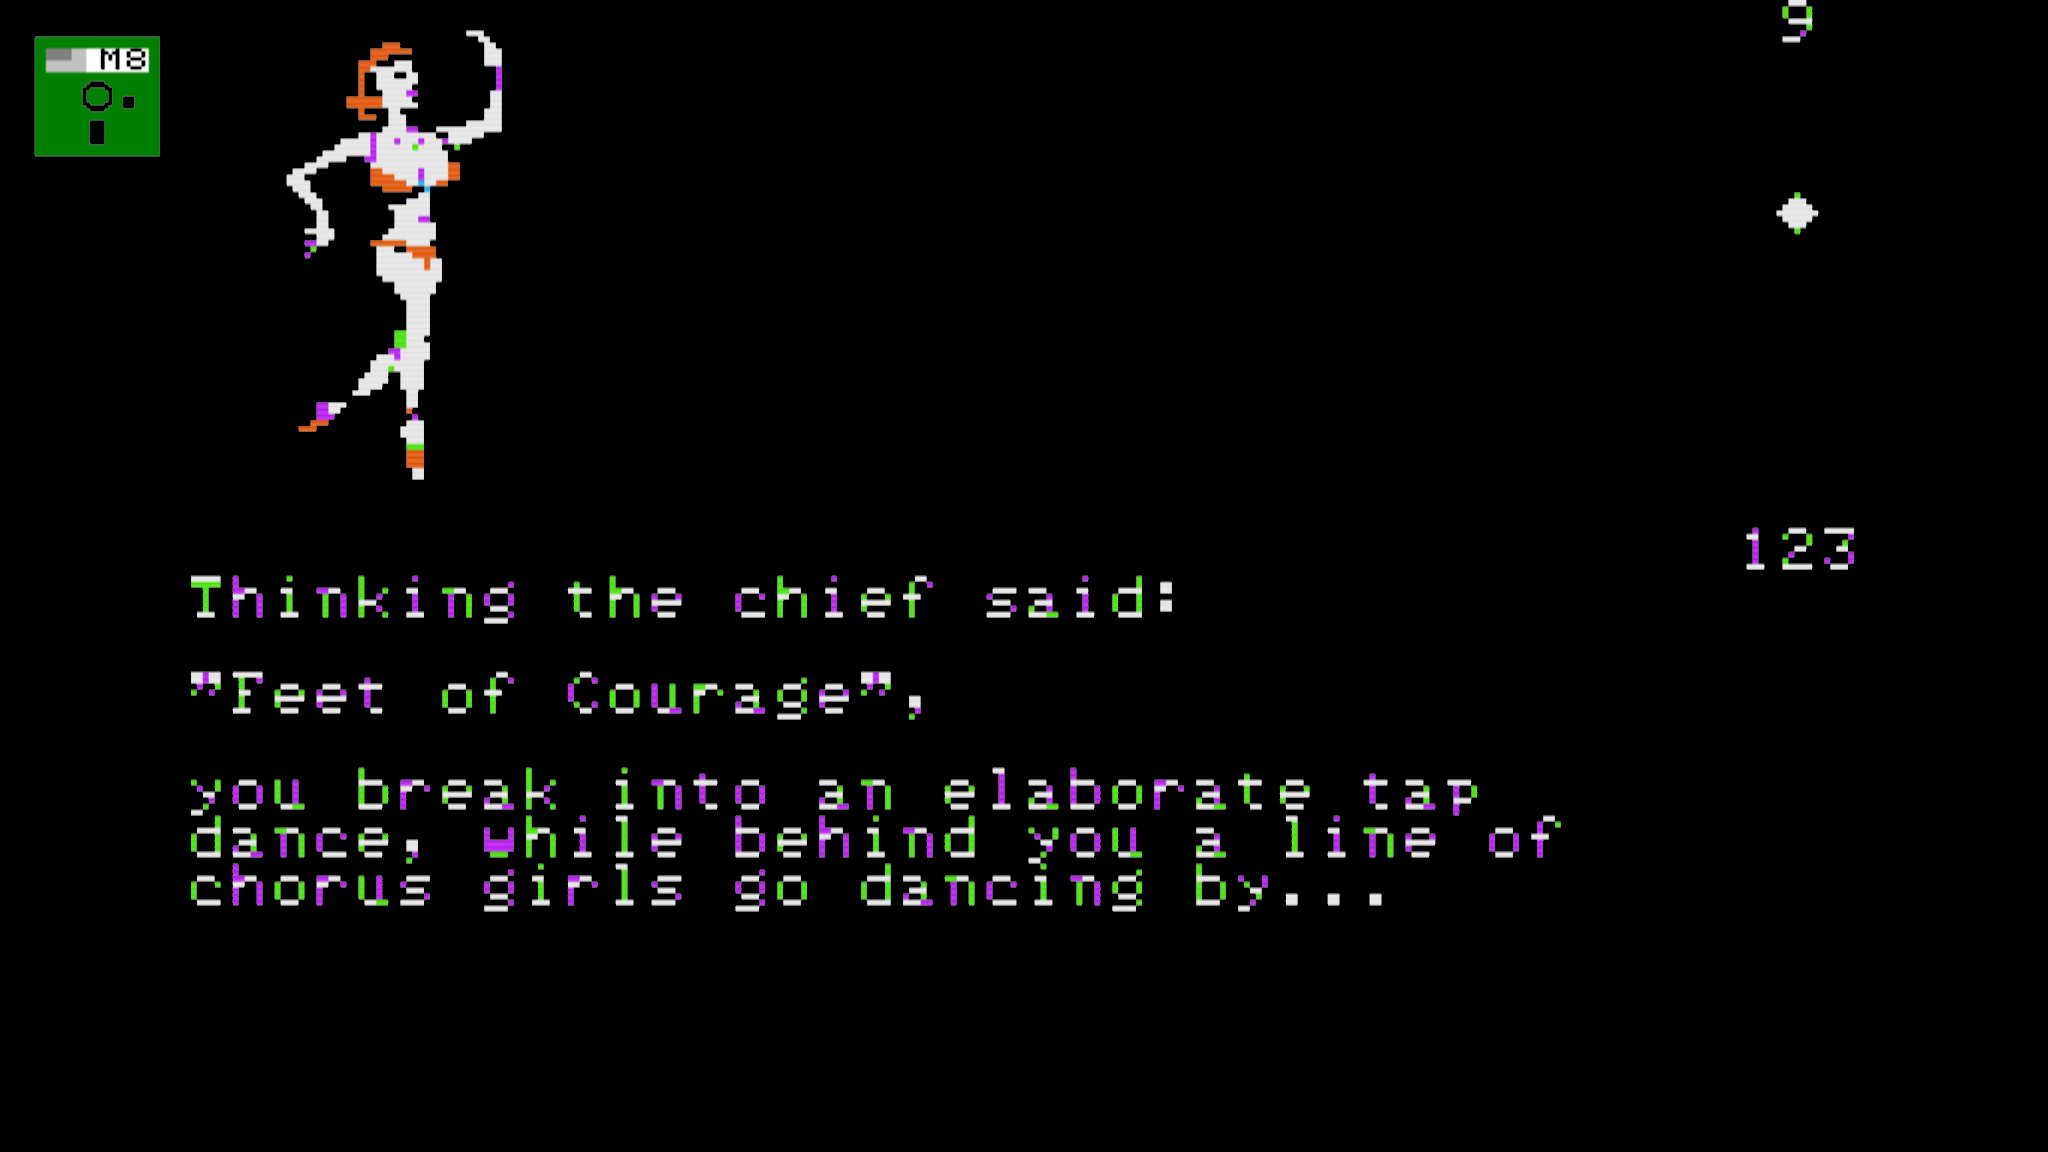 M8
9
123
Thinking the chief said:
"Feet of Courage",
you break into an elaborate tap
dance, while behind you a line of
chorus girls go dancing by...